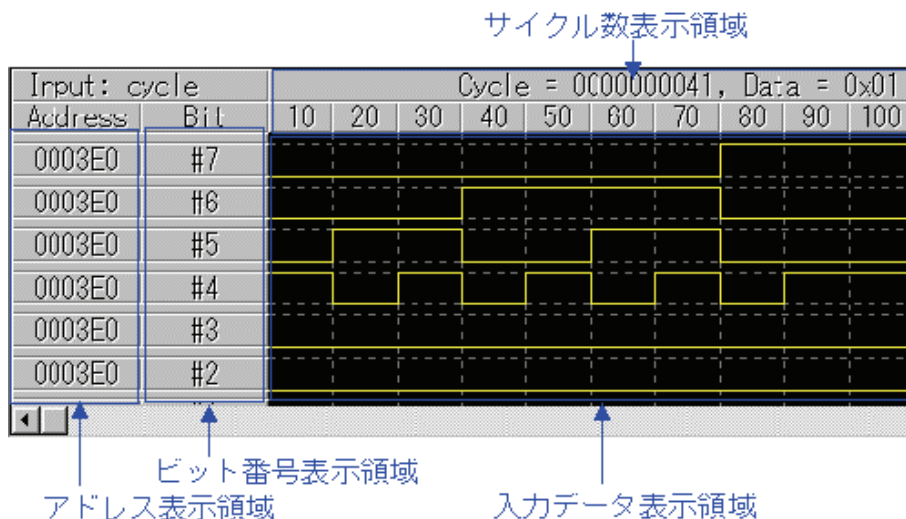 サイクル数表示領域
Input: cycle Cycle = 0000000041, Data = 0x01
Address Bit 10 20 30 40 50 60 70 80 90 100
0003E0 #7
0003E0 #6
0003E0 #5
0003E0 #4
0003E0 #3
0003E0 #2
ビット番号表示領域
アドレス表示領域 入力データ表示領域